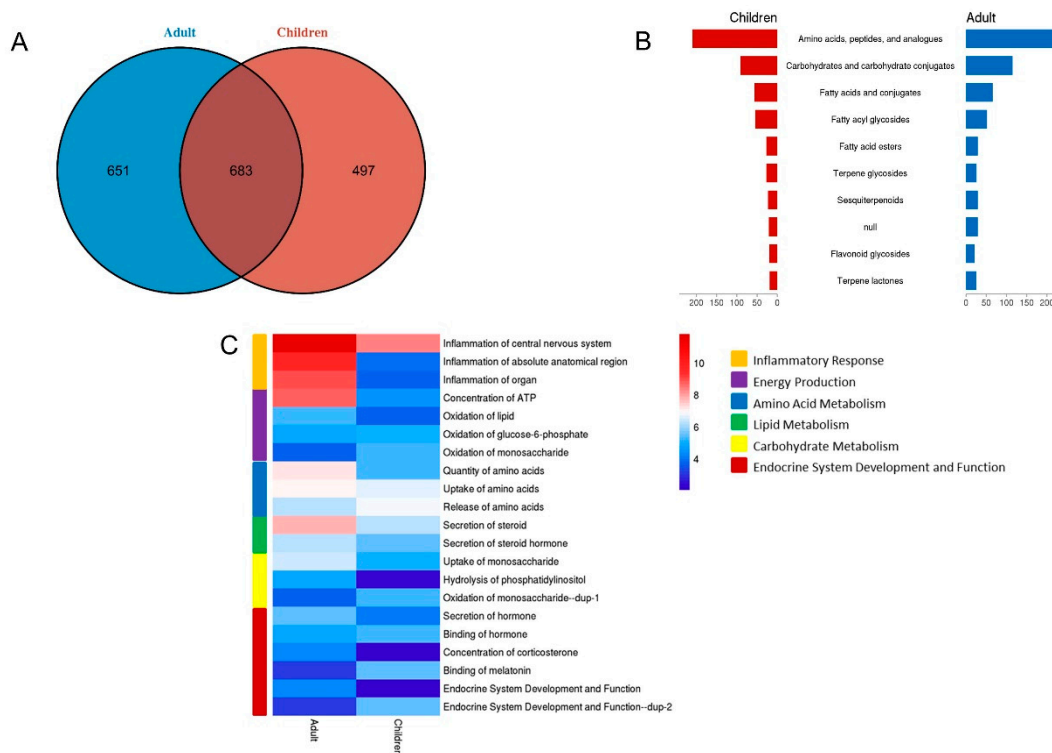 A
Adult
Children
651
683
497
B
Children
Adult
Amino acids, peptides, and analogues
Carbohydrates and carbohydrate conjugates
Fatty acids and conjugates
Fatty acyl glycosides
Fatty acid esters
Terpene glycosides
Sesquiterpenoids
null
Flavonoid glycosides
Terpene lactones
200 150 100 50 0
0 50 100 150 200
C
Inflammation of central nervous system
Inflammation of absolute anatomical region
Inflammation of organ
Concentration of ATP
Oxidation of lipid
Oxidation of glucose-6-phosphate
Oxidation of monosaccharide
Quantity of amino acids
Uptake of amino acids
Release of amino acids
Secretion of steroid
Secretion of steroid hormone
Uptake of monosaccharide
Hydrolysis of phosphatidylinositol
Oxidation of monosaccharide--dup-1
Secretion of hormone
Binding of hormone
Concentration of corticosterone
Binding of melatonin
Endocrine System Development and Function
Endocrine System Development and Function--dup-2
Adult
Children
10
8
6
4
Inflammatory Response
Energy Production
Amino Acid Metabolism
Lipid Metabolism
Carbohydrate Metabolism
Endocrine System Development and Function